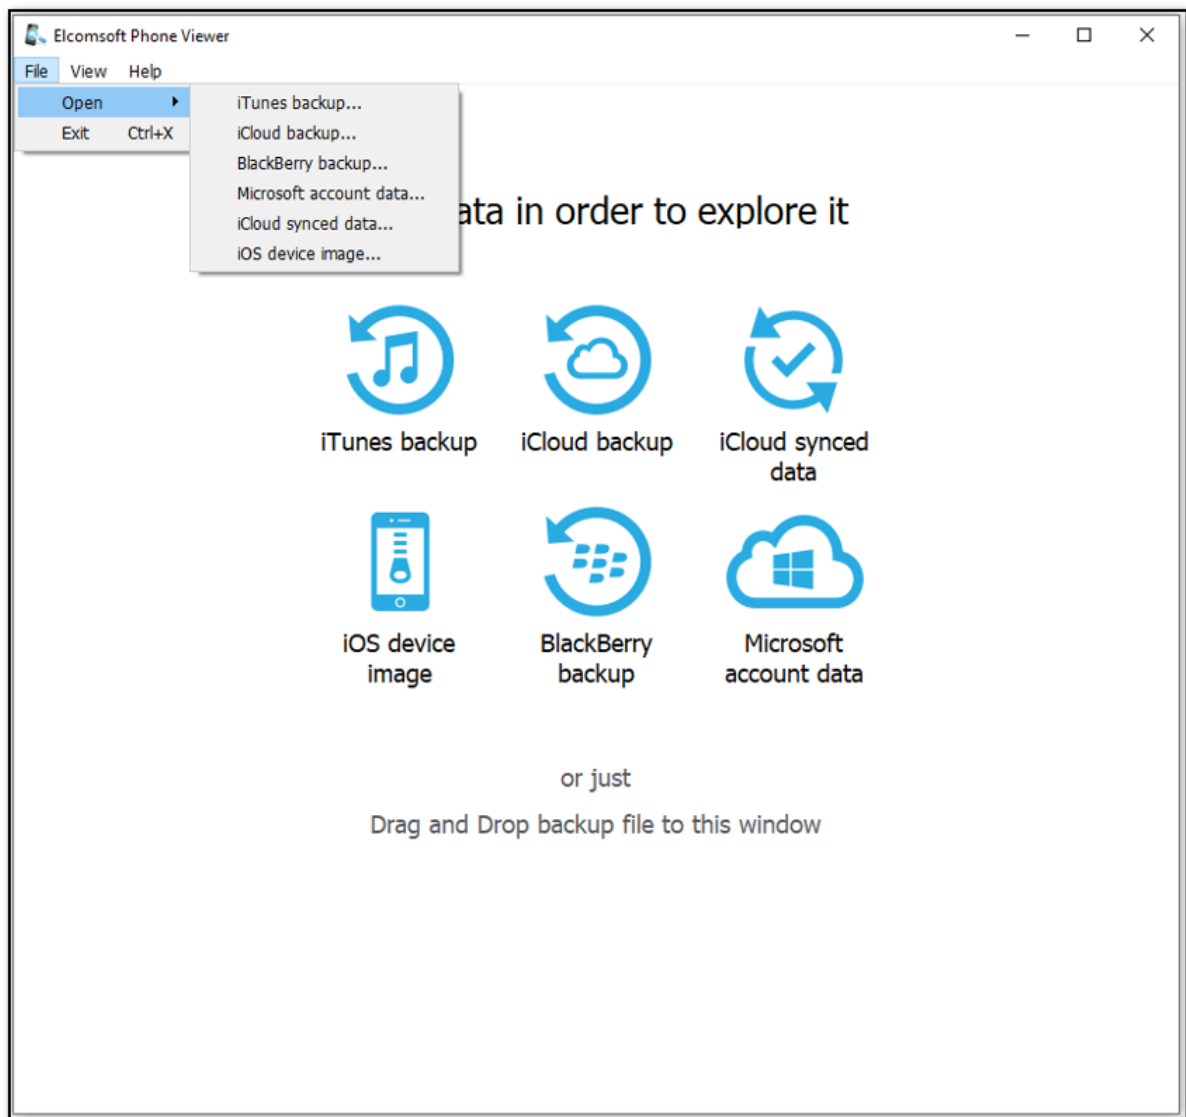 Elcomsoft Phone Viewer
File View Help
Open
Exit Ctrl+X
iTunes backup...
iCloud backup...
BlackBerry backup...
Microsoft account data...
iCloud synced data...
iOS device image...
in order to explore it
iTunes backup
iCloud backup
iCloud synced
data
iOS device
image
BlackBerry
backup
Microsoft
account data
or just
Drag and Drop backup file to this window